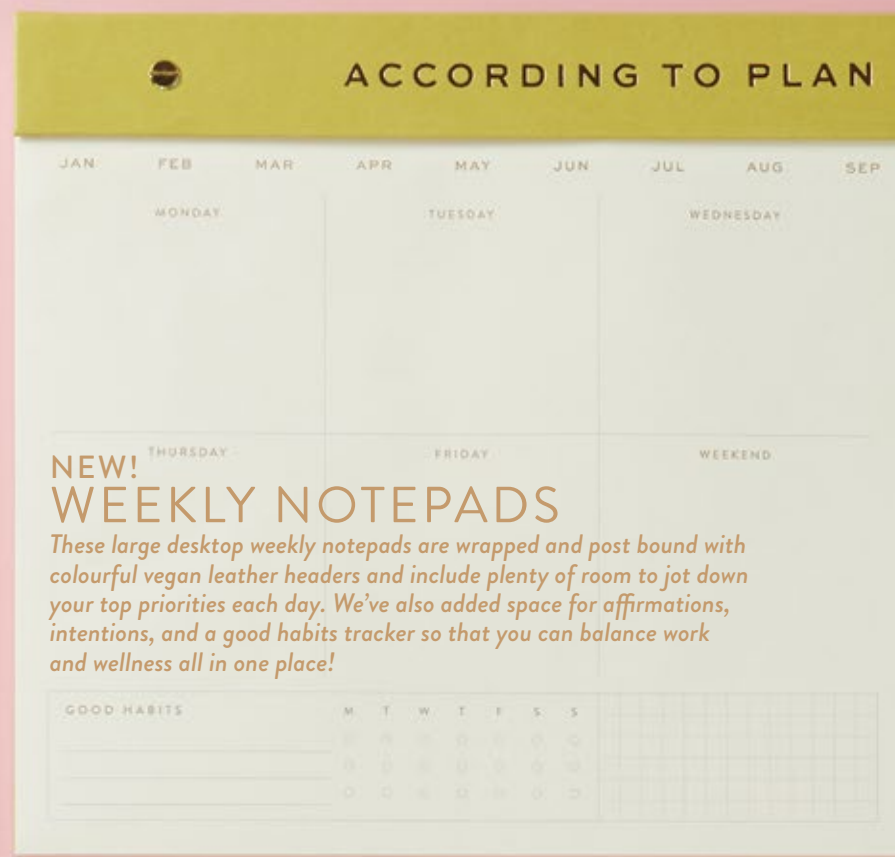 ACCORDING TO PLAN
JAN FEB MAR APR MAY JUN JUL AUG SEP
MONDAY TUESDAY WEDNESDAY
THURSDAY FRIDAY WEEKEND
NEW!
WEEKLY NOTEPADS
These large desktop weekly notepads are wrapped and post bound with
colourful vegan leather headers and include plenty of room to jot down
your top priorities each day. We’ve also added space for affirmations,
intentions, and a good habits tracker so that you can balance work
and wellness all in one place!
GOOD HABITS M T W T F S S